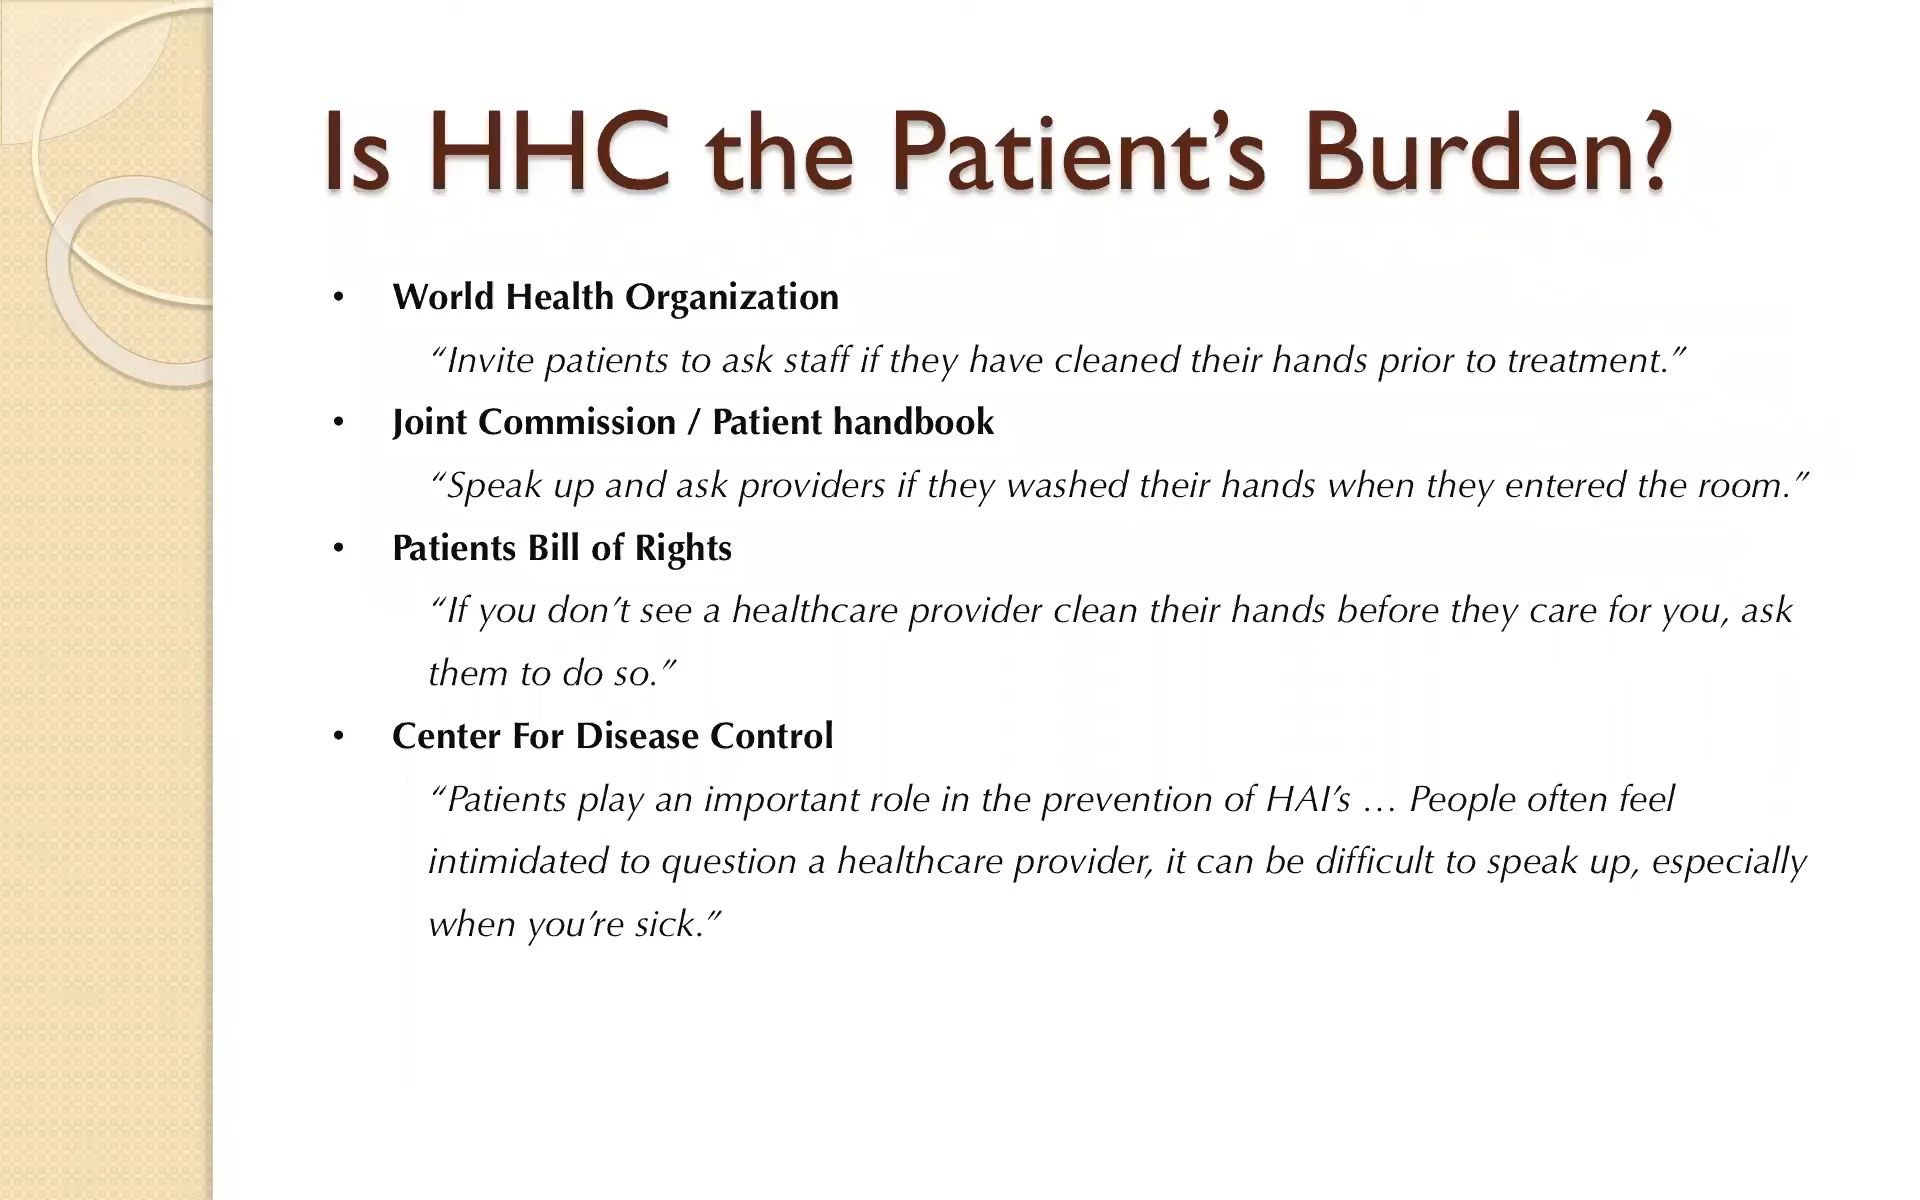 Is HHC the Patient’s Burden?
• World Health Organization
“Invite patients to ask staff if they have cleaned their hands prior to treatment.”
• Joint Commission / Patient handbook
“Speak up and ask providers if they washed their hands when they entered the room.”
• Patients Bill of Rights
“If you don’t see a healthcare provider clean their hands before they care for you, ask
them to do so.”
• Center For Disease Control
“Patients play an important role in the prevention of HAI’s … People often feel
intimidated to question a healthcare provider, it can be difficult to speak up, especially
when you’re sick.”